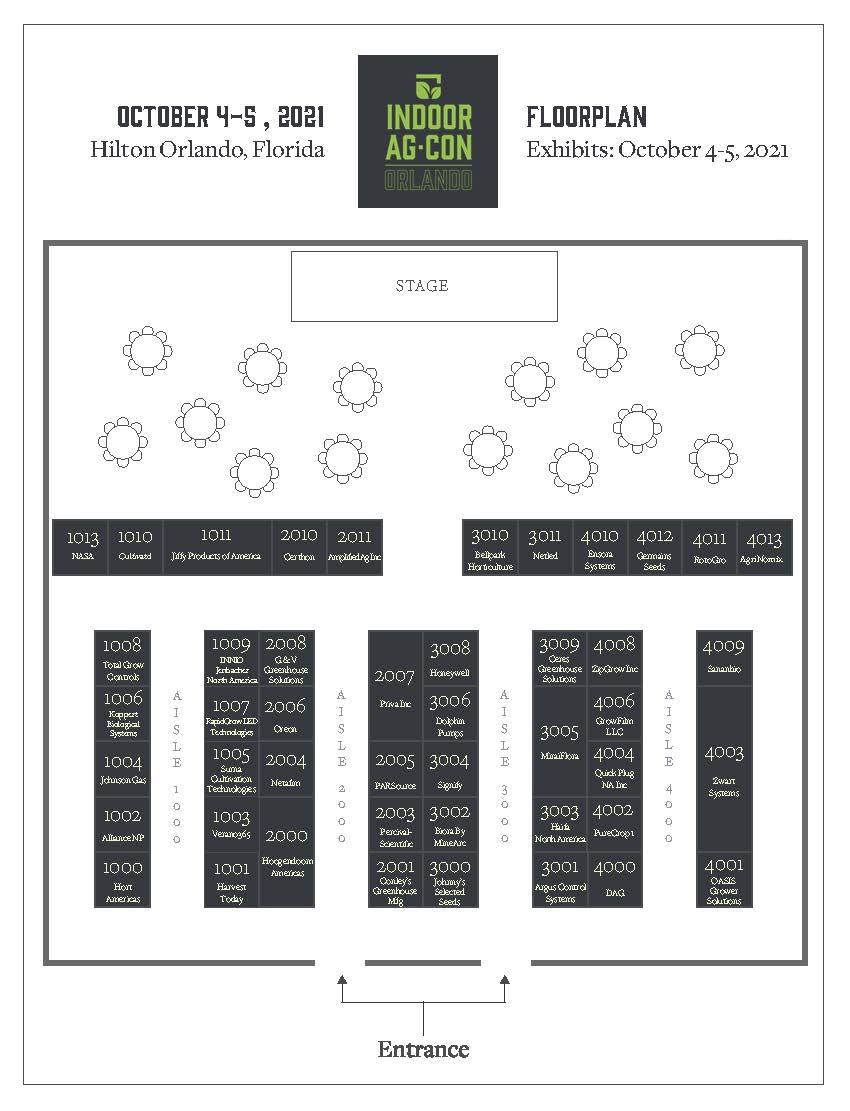 OCTOBER 4-5 , 2021
Hilton Orlando, Florida
INDOOR
AG·CON
ORLANDO
FLOORPLAN
Exhibits: October 4-5, 2021
STAGE
1013
NASA
1010
Cultivatd
1011
Jiffy Products of America
2010
Certhon
2011
AmplifiedAg Inc
3010
Bellpark
Horticulture
3011
Netled
4010
Ensora
Systems
4012
Germains
Seeds
4011
RotoGro
4013
AgriNomix
1008
Total Grow
Controls
1006
Koppert
Biological
Systems
1004
Johnson Gas
1002
Alliance NP
1000
Hort
Americas
AISLE 1000
1009
INNIO
Jenbacher
North America
1007
RapidGrow LED
Technologies
1005
Suma
Cultivation
Technologies
1003
Verano365
1001
Harvest
Today
2008
G & V
Greenhouse
Solutions
2006
Oreon
2004
Netafim
2000
Hoogendoorn
Americas
AISLE 2000
2007
Priva Inc
2005
PARSource
2003
Percival-
Scientific
2001
Conley's
Greenhouse
Mfg
3008
Honeywell
3006
Dolphin
Pumps
3004
Signify
3002
Biora By
MineArc
3000
Johnny's
Selected
Seeds
AISLE 3000
3009
Ceres
Greenhouse
Solutions
3005
MiraiFlora
3003
Haifa
North America
3001
Argus Control
Systems
4008
ZipGrow Inc
4006
GrowFilm
LLC
4004
Quick Plug
NA Inc
4002
PureCrop1
4000
DAG
AISLE 4000
4009
Sananbio
4003
Zwart
Systems
4001
OASIS
Grower
Solutions
Entrance